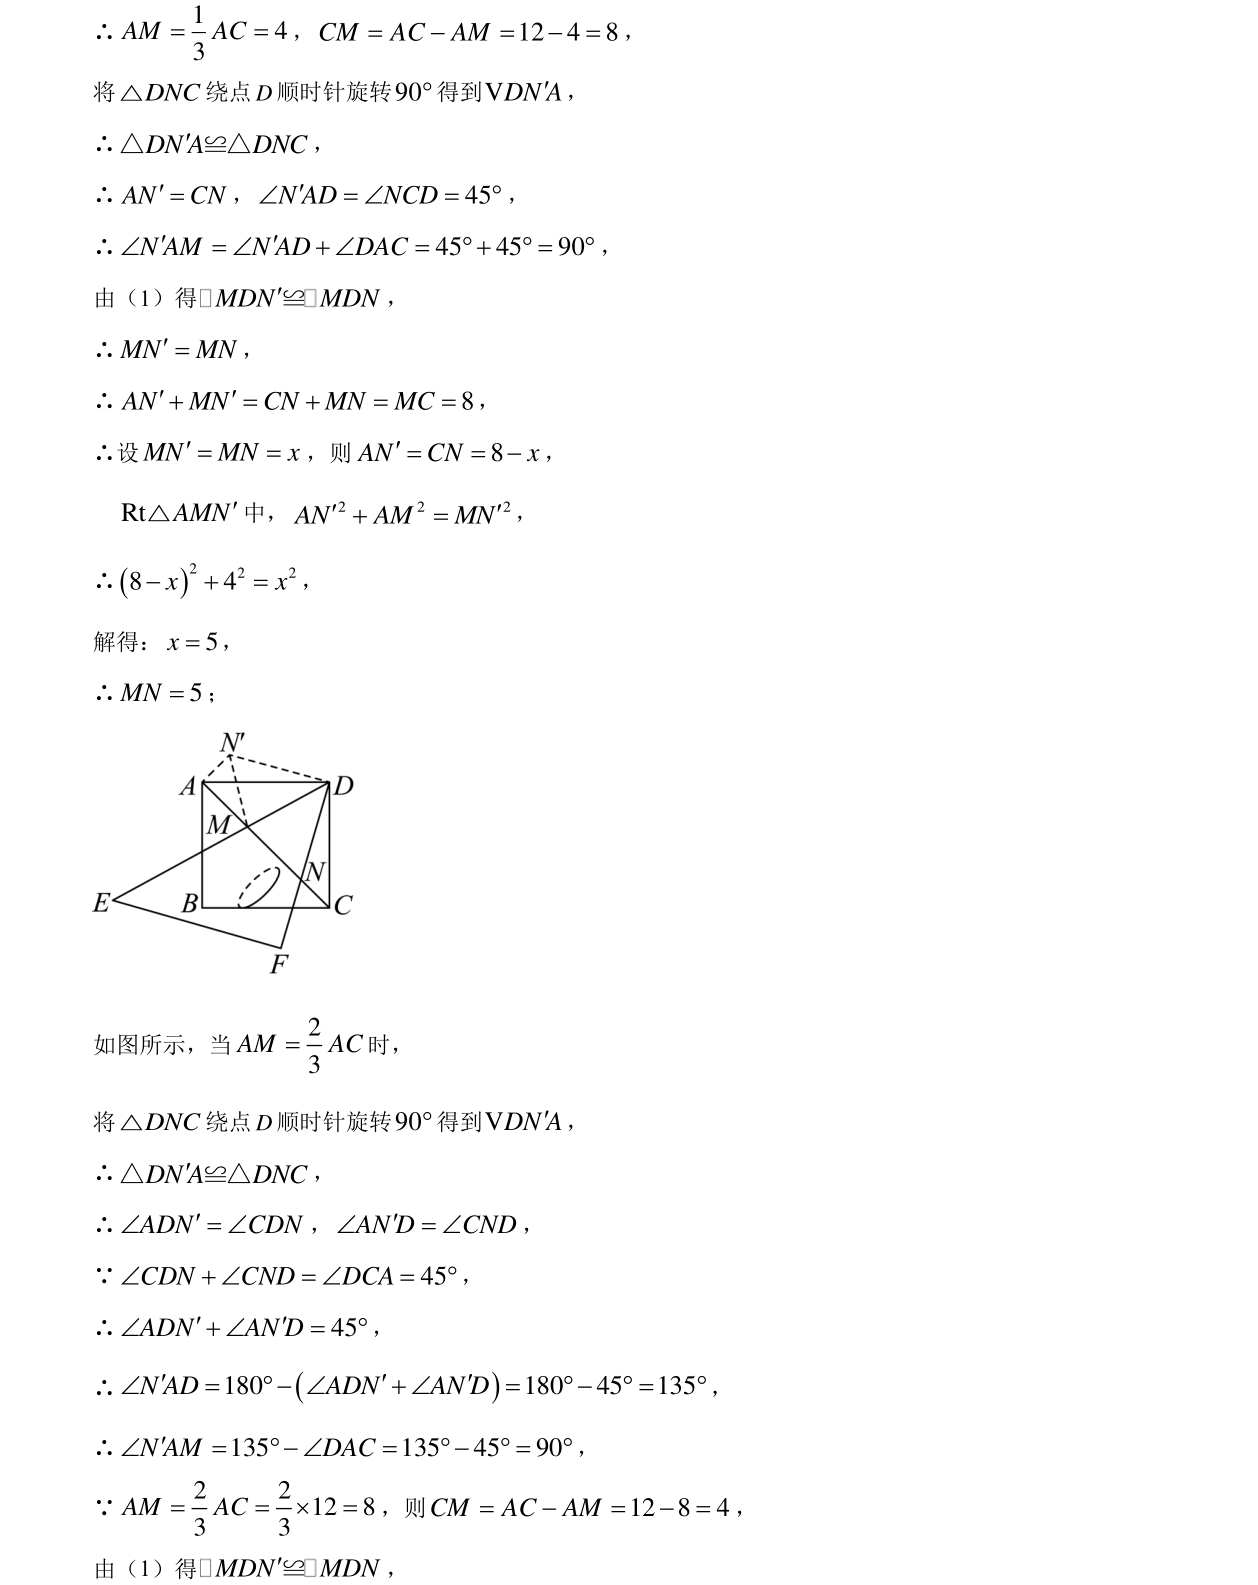 ∴ AM = 1/3 AC = 4，CM = AC − AM = 12 − 4 = 8，
将△DNC绕点D顺时针旋转90°得到VDN′A，
∴ △DN′A≌△DNC，
∴ AN′ = CN，∠N′AD = ∠NCD = 45°，
∴ ∠N′AM = ∠N′AD + ∠DAC = 45° + 45° = 90°，
由（1）得□MDN′≌□MDN，
∴ MN′ = MN，
∴ AN′ + MN′ = CN + MN = MC = 8，
∴设MN′ = MN = x，则AN′ = CN = 8 − x，
Rt△AMN′中，AN′² + AM² = MN′²，
∴ (8 − x)² + 4² = x²，
解得：x = 5，
∴ MN = 5；
N′
A
D
M
N
E
B
C
F
如图所示，当AM = 2/3 AC时，
将△DNC绕点D顺时针旋转90°得到VDN′A，
∴ △DN′A≌△DNC，
∴ ∠ADN′ = ∠CDN，∠AN′D = ∠CND，
∵ ∠CDN + ∠CND = ∠DCA = 45°，
∴ ∠ADN′ + ∠AN′D = 45°，
∴ ∠N′AD = 180° − (∠ADN′ + ∠AN′D) = 180° − 45° = 135°，
∴ ∠N′AM = 135° − ∠DAC = 135° − 45° = 90°，
∵ AM = 2/3 AC = 2/3 × 12 = 8，则CM = AC − AM = 12 − 8 = 4，
由（1）得□MDN′≌□MDN，